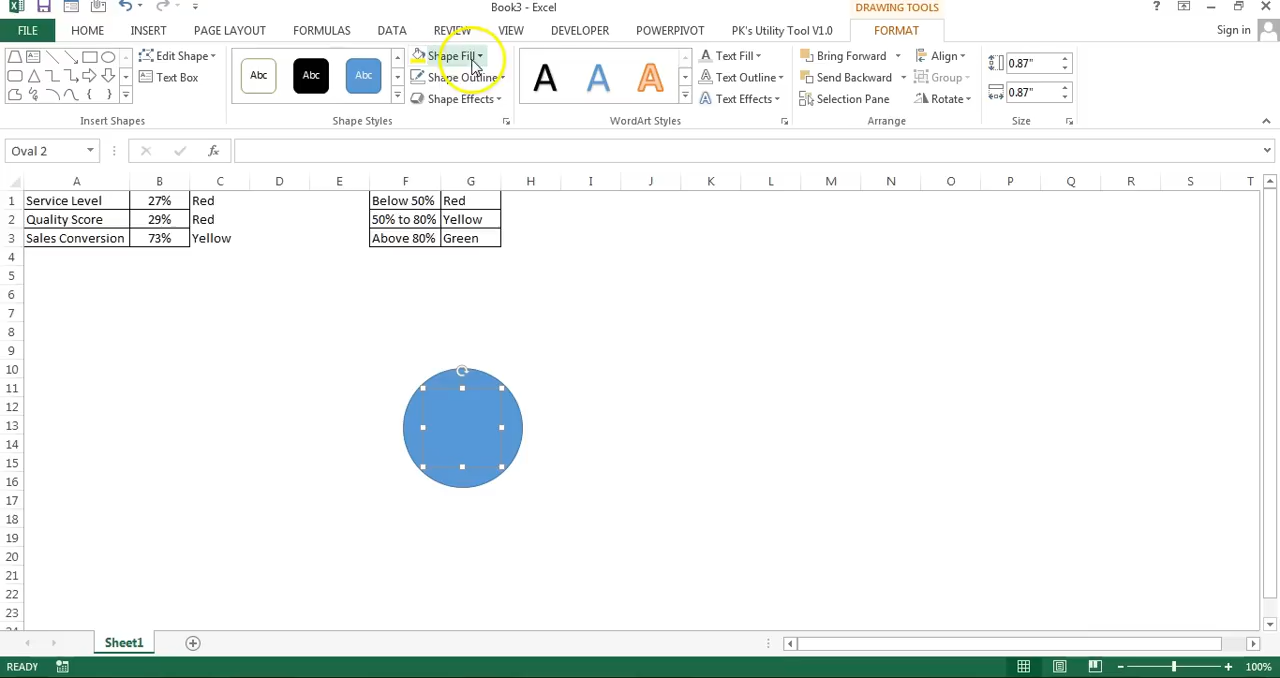 Book3 - Excel
DRAWING TOOLS
?
FILE HOME INSERT PAGE LAYOUT FORMULAS DATA REVIEW VIEW DEVELOPER POWERPIVOT PK's Utility Tool V1.0 FORMAT Sign in
Edit Shape
Text Box
Insert Shapes
Abc Abc Abc
Shape Fill
Shape Outline
Shape Effects
Shape Styles
A A A
Text Fill
Text Outline
Text Effects
WordArt Styles
Bring Forward
Send Backward
Selection Pane
Align
Group
Rotate
Arrange
0.87"
0.87"
Size
Oval 2 fx
A B C D E F G H I J K L M N O P Q R S T
1 Service Level 27% Red Below 50% Red
2 Quality Score 29% Red 50% to 80% Yellow
3 Sales Conversion 73% Yellow Above 80% Green
4
5
6
7
8
9
10
11
12
13
14
15
16
17
18
19
20
21
22
23
Sheet1
READY 100%